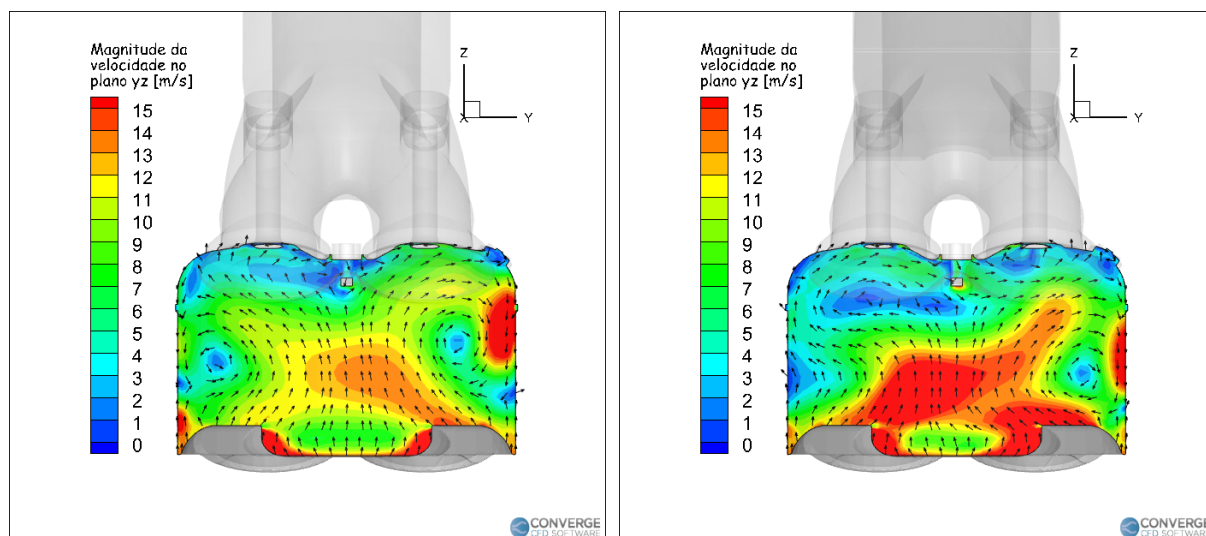 Magnitude da
velocidade no
plano yz [m/s]
15
14
13
12
11
10
9
8
7
6
5
4
3
2
1
0
Z
X
Y
CONVERGE
CFD SOFTWARE
Magnitude da
velocidade no
plano yz [m/s]
15
14
13
12
11
10
9
8
7
6
5
4
3
2
1
0
Z
X
Y
CONVERGE
CFD SOFTWARE